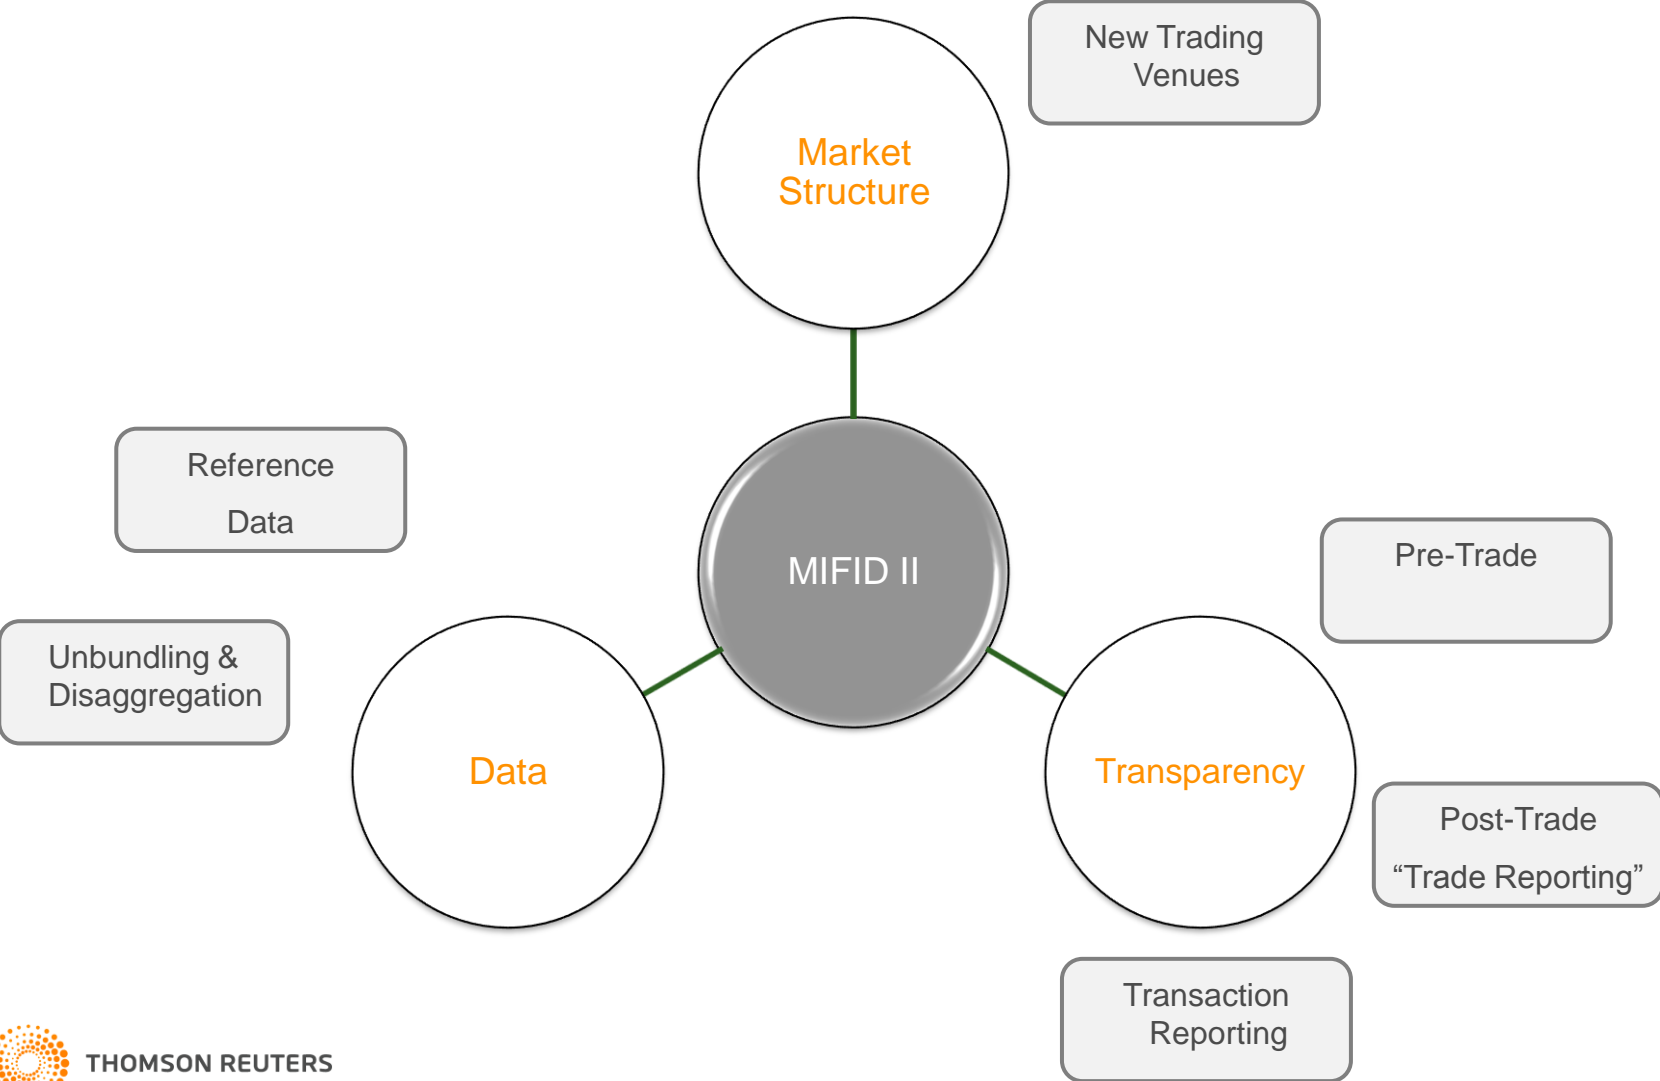 New Trading
Venues
Market
Structure
Reference
Data
MIFID II
Pre-Trade
Unbundling &
Disaggregation
Data
Transparency
Post-Trade
“Trade Reporting”
Transaction
Reporting
THOMSON REUTERS